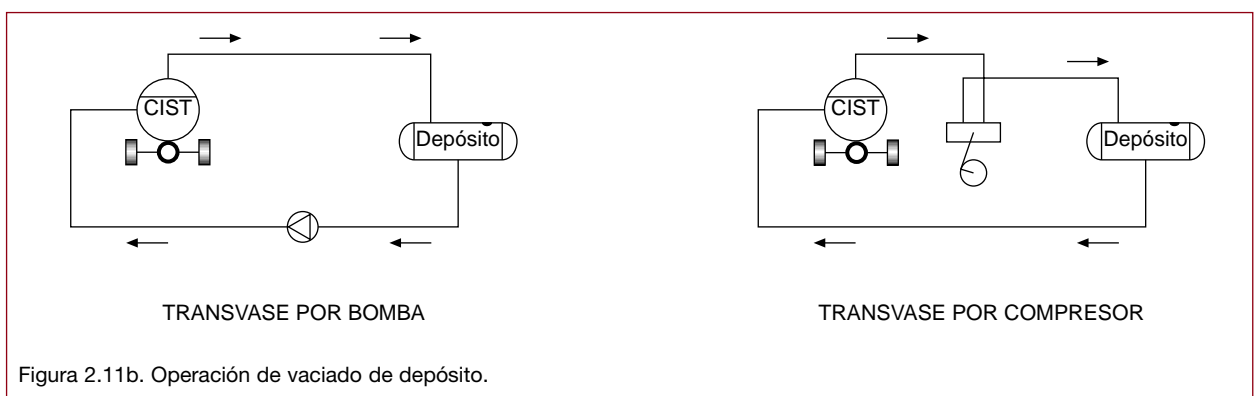 CIST
Depósito
CIST
Depósito
TRANSVASE POR BOMBA
TRANSVASE POR COMPRESOR
Figura 2.11b. Operación de vaciado de depósito.